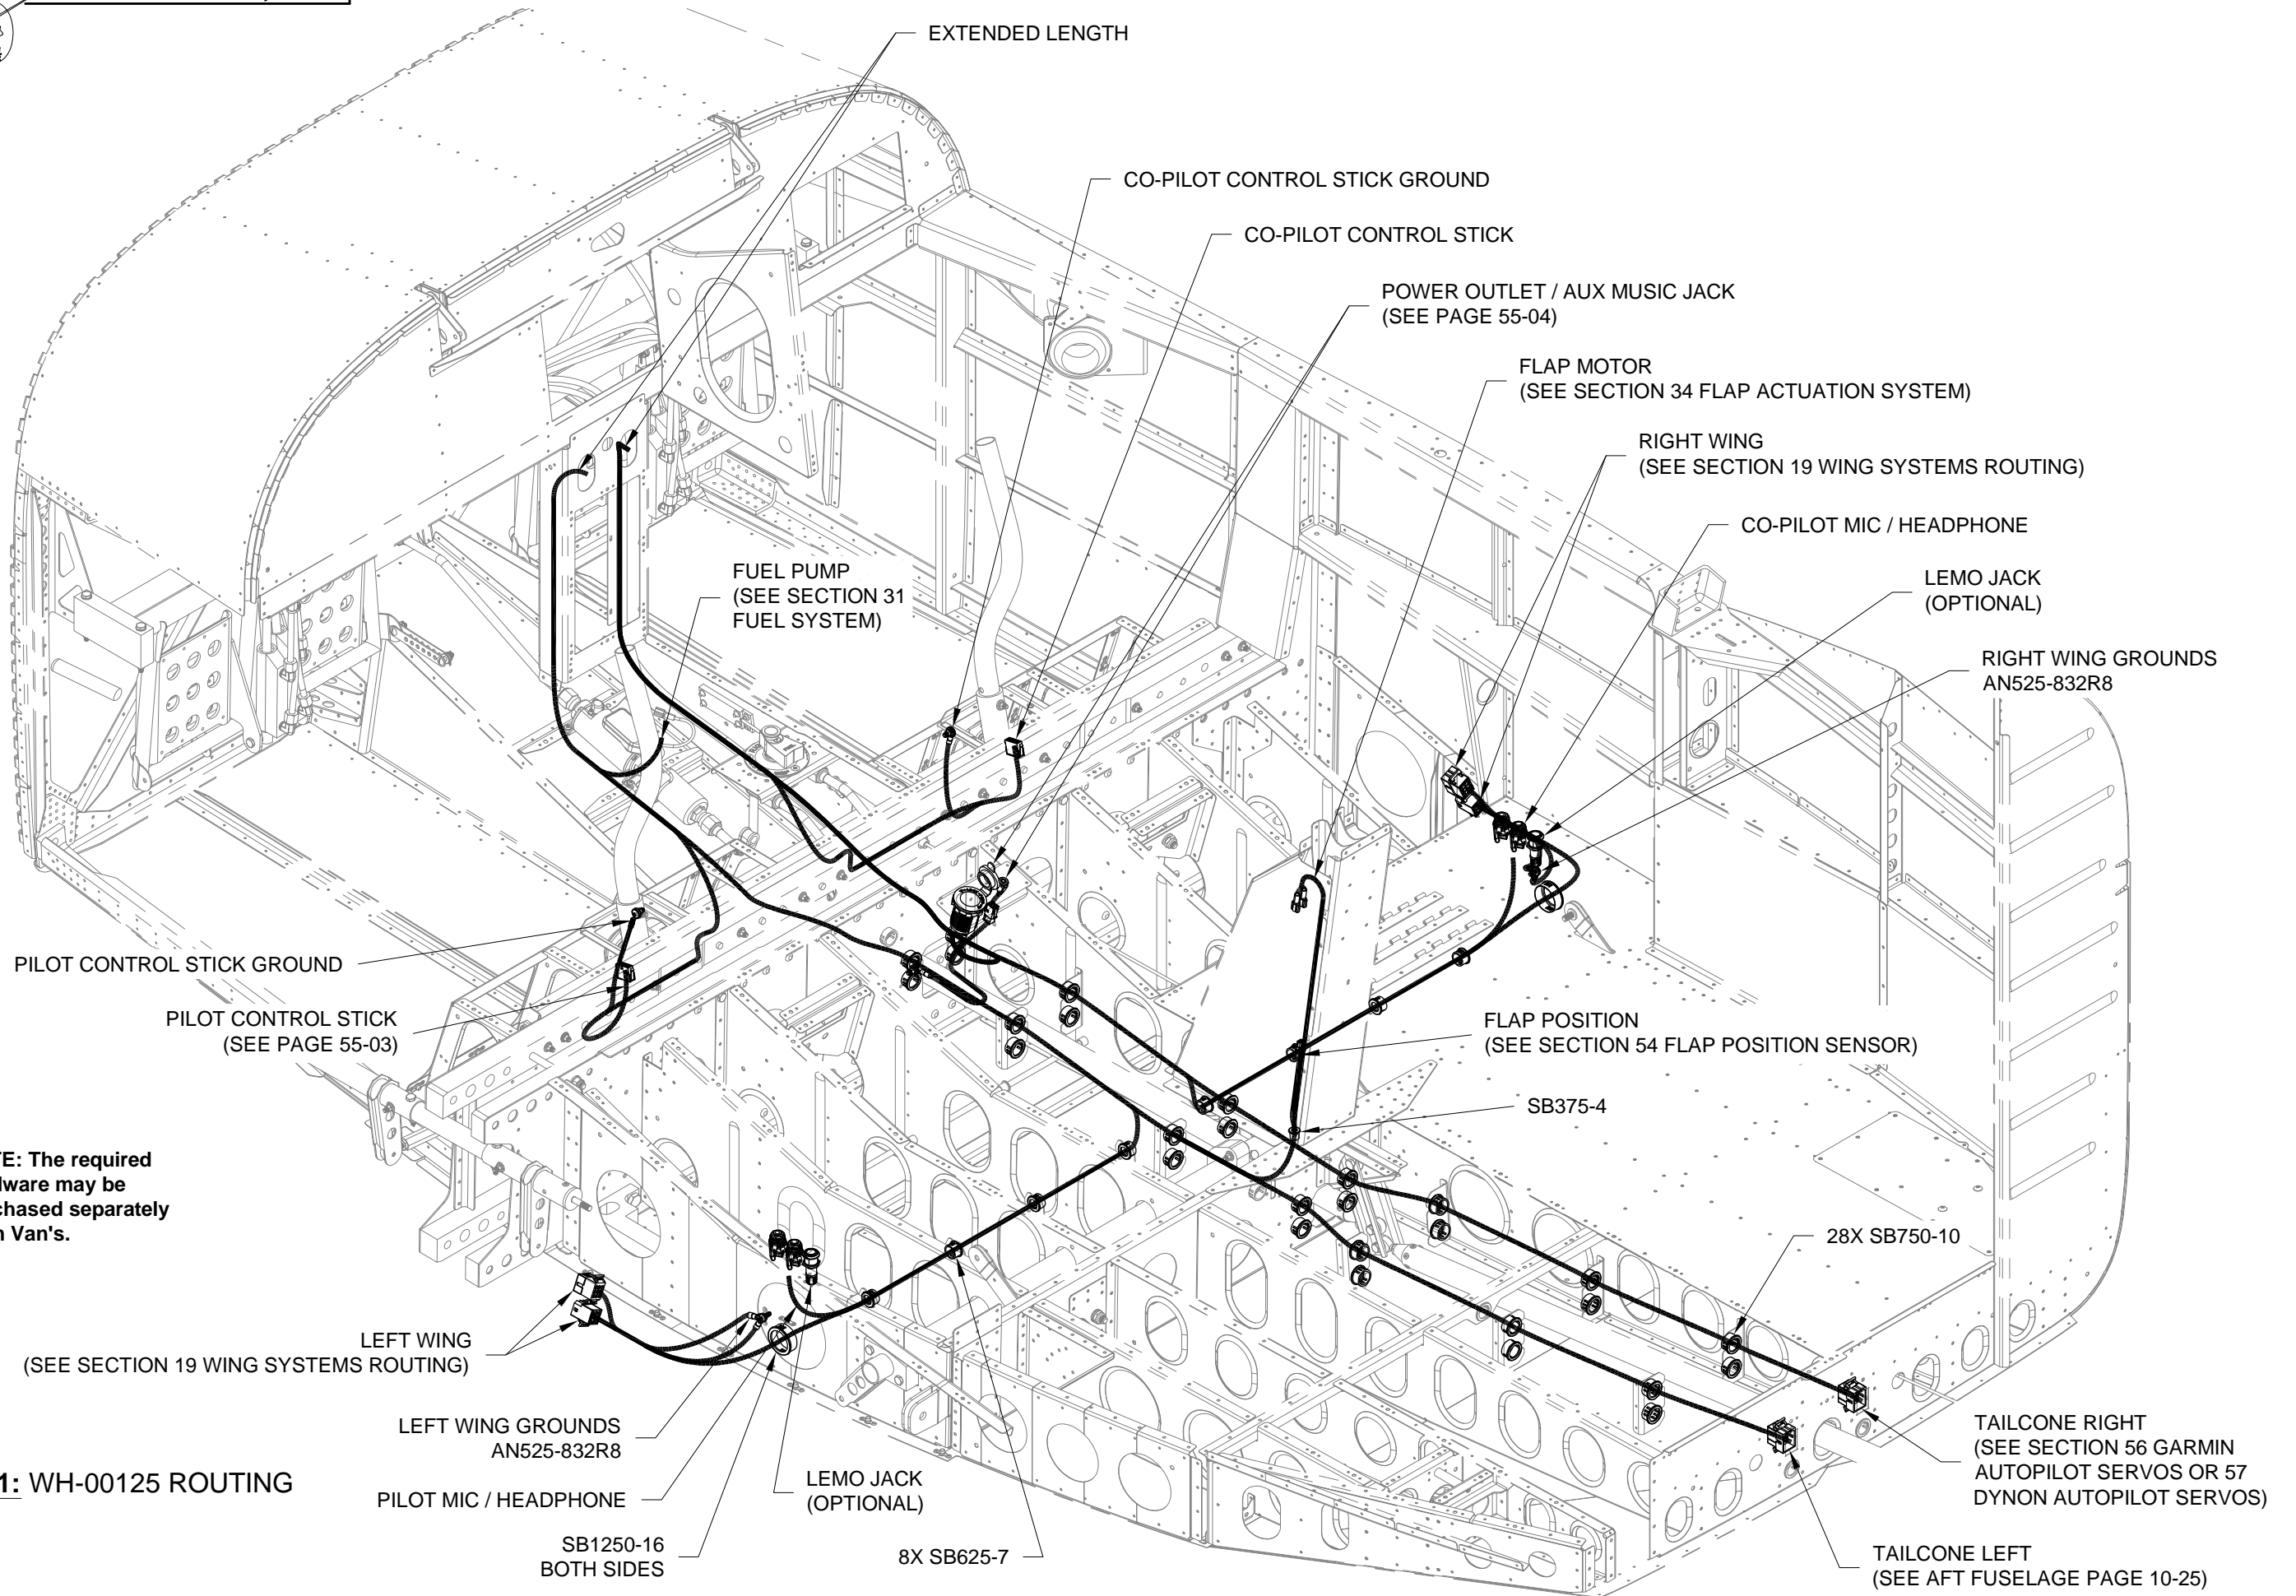 EXTENDED LENGTH
CO-PILOT CONTROL STICK GROUND
CO-PILOT CONTROL STICK
POWER OUTLET / AUX MUSIC JACK
(SEE PAGE 55-04)
FLAP MOTOR
(SEE SECTION 34 FLAP ACTUATION SYSTEM)
RIGHT WING
(SEE SECTION 19 WING SYSTEMS ROUTING)
CO-PILOT MIC / HEADPHONE
FUEL PUMP
(SEE SECTION 31
FUEL SYSTEM)
LEMO JACK
(OPTIONAL)
RIGHT WING GROUNDS
AN525-832R8
PILOT CONTROL STICK GROUND
PILOT CONTROL STICK
(SEE PAGE 55-03)
FLAP POSITION
(SEE SECTION 54 FLAP POSITION SENSOR)
SB375-4
TE: The required
dware may be
chased separately
n Van's.
28X SB750-10
LEFT WING
(SEE SECTION 19 WING SYSTEMS ROUTING)
LEFT WING GROUNDS
AN525-832R8
1: WH-00125 ROUTING
PILOT MIC / HEADPHONE
LEMO JACK
(OPTIONAL)
SB1250-16
BOTH SIDES
8X SB625-7
TAILCONE RIGHT
(SEE SECTION 56 GARMIN
AUTOPILOT SERVOS OR 57
DYNON AUTOPILOT SERVOS)
TAILCONE LEFT
(SEE AFT FUSELAGE PAGE 10-25)